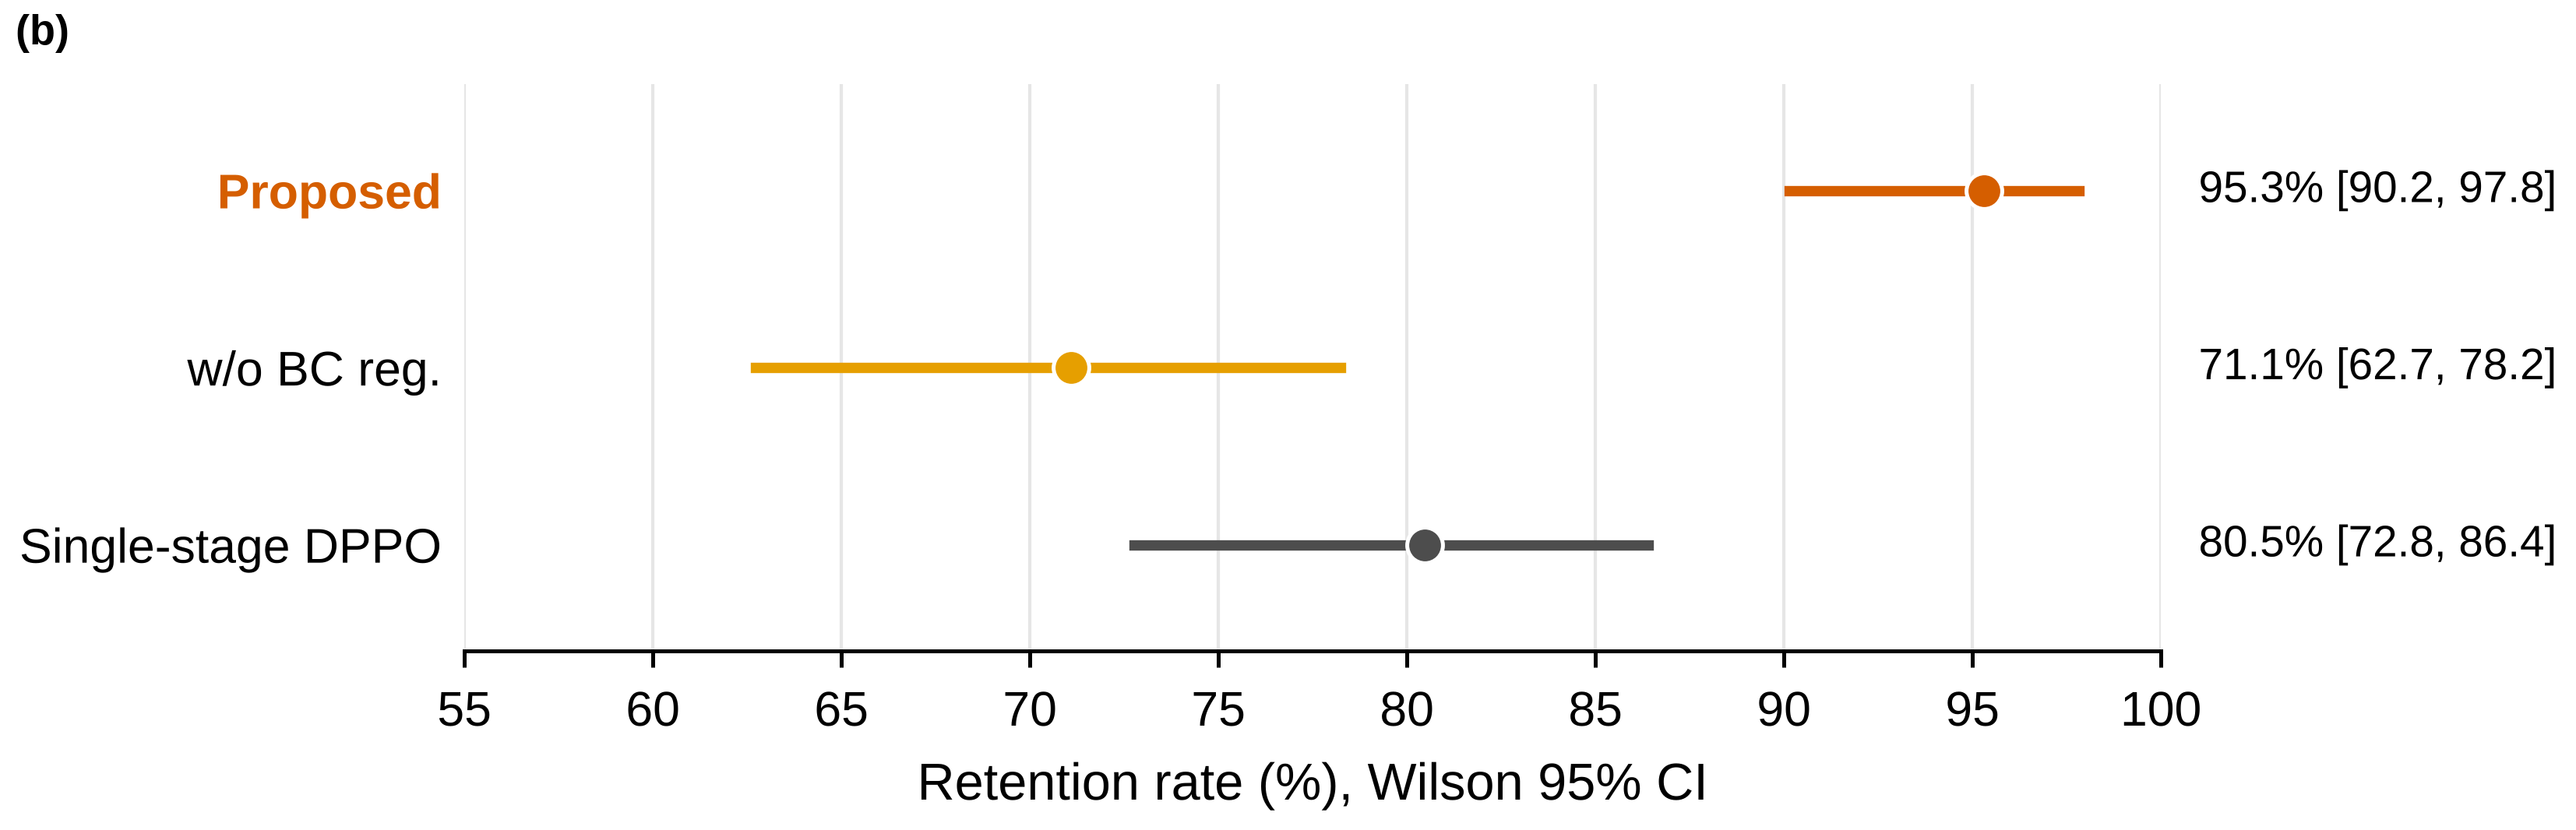 (b)
Proposed 95.3% [90.2, 97.8]
w/o BC reg. 71.1% [62.7, 78.2]
Single-stage DPPO 80.5% [72.8, 86.4]
55 60 65 70 75 80 85 90 95 100
Retention rate (%), Wilson 95% CI